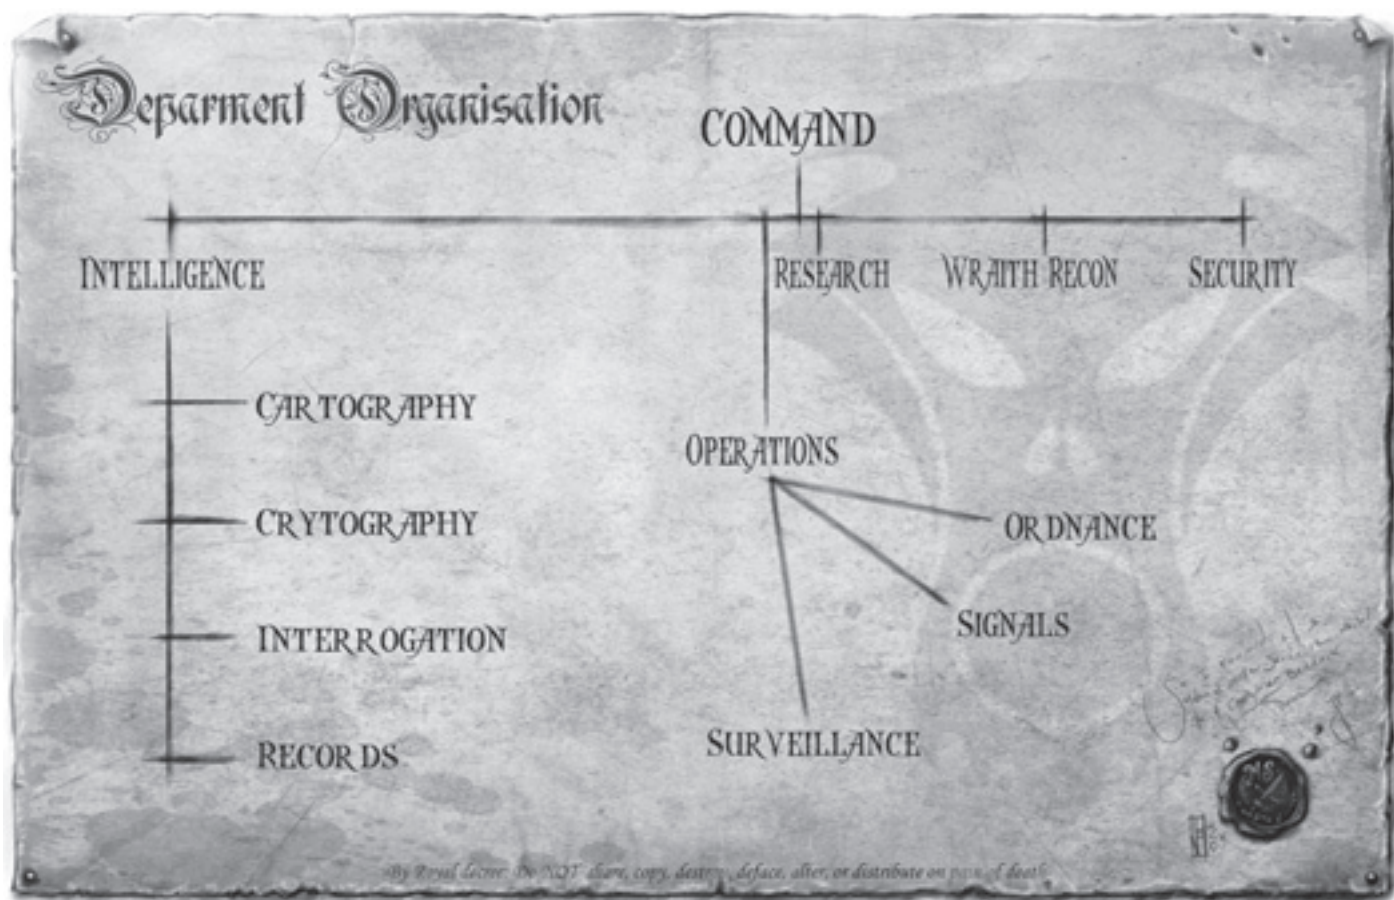 Deparment Organisation
COMMAND
INTELLIGENCE
RESEARCH
WRAITH RECON
SECURITY
CARTOGRAPHY
OPERATIONS
CRYTOGRAPHY
ORDNANCE
SIGNALS
INTERROGATION
SURVEILLANCE
RECORDS
By Royal decree: Do NOT share, copy, destroy, deface, alter, or distribute on pain of death